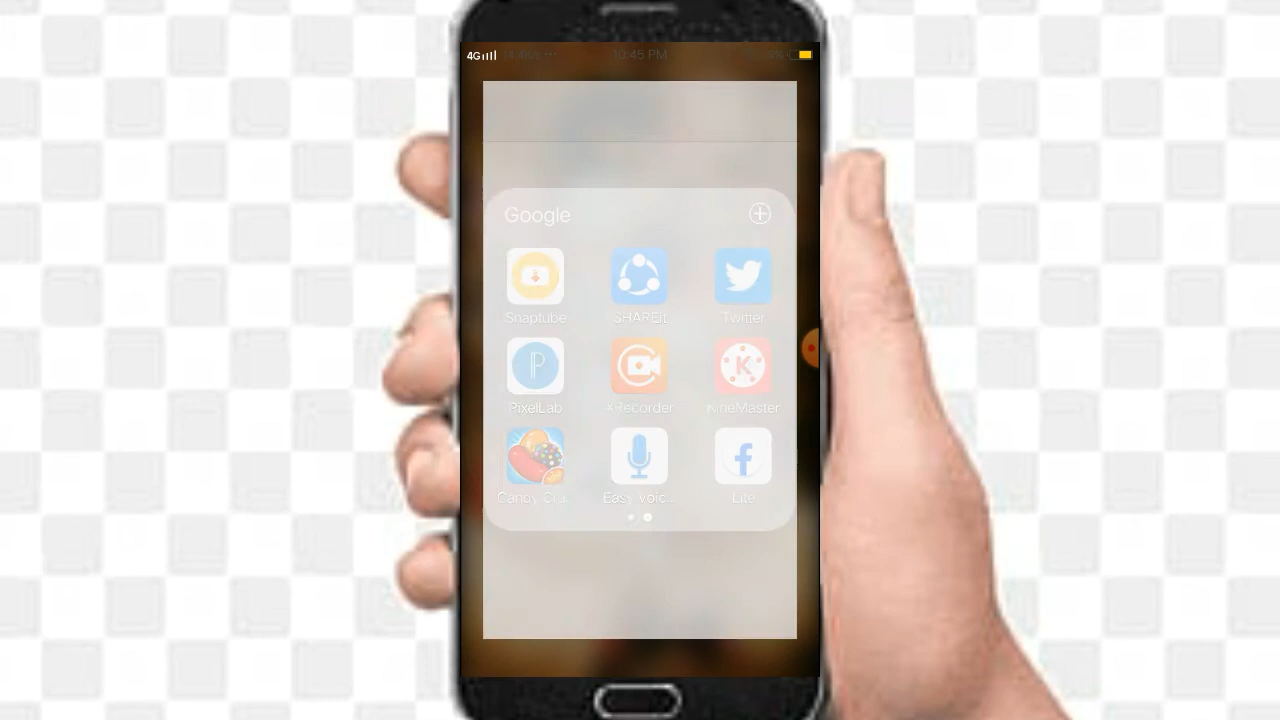 4G 10:45 PM
Google
Snaptube SHAREit Twitter
PixelLab XRecorder KineMaster
Candy Cru.. Easy voic... Lite